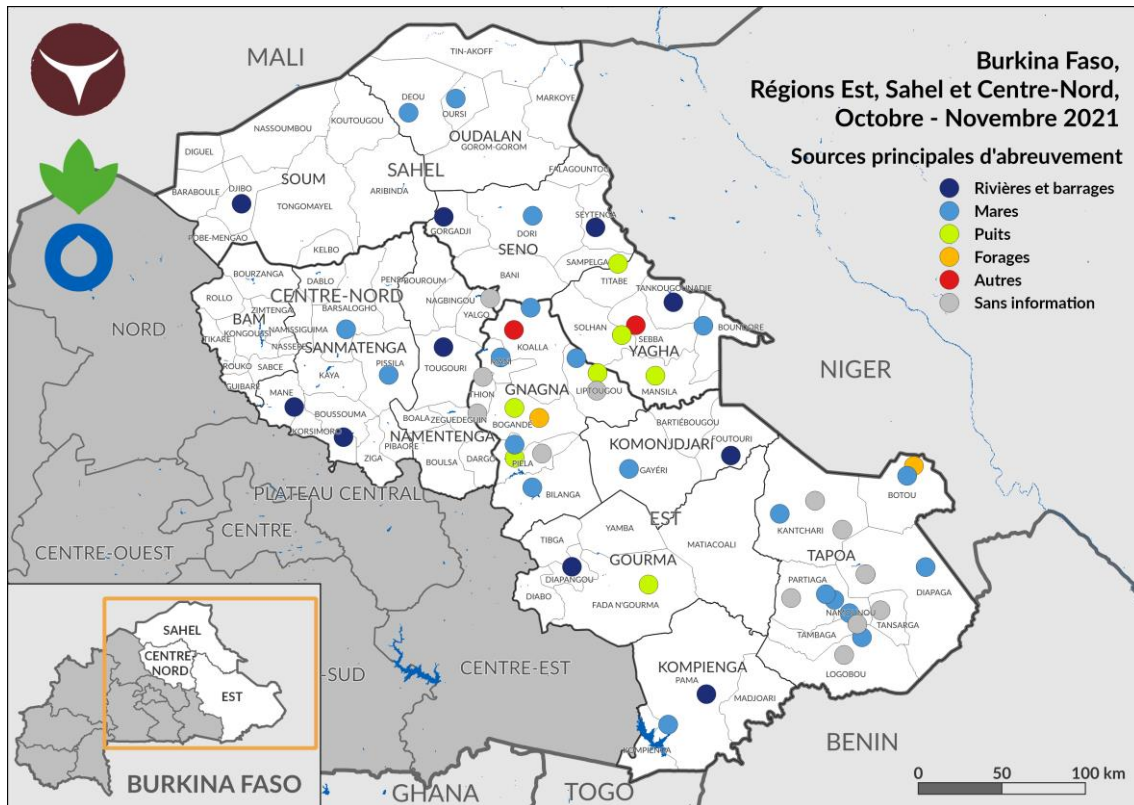 MALI
Burkina Faso,
Régions Est, Sahel et Centre-Nord,
Octobre - Novembre 2021
Sources principales d'abreuvement
Rivières et barrages
Mares
Puits
Forages
Autres
Sans information
TIN-AKOFF
DEOU
OURSI
MARKOYE
KOUTOUGOU
NASSOUMBOU
OUDALAN
GOROM-GOROM
DIGUEL
SAHEL
FALAGOUNTOU
BARABOULE
DJIBO
SOUM
ARIBINDA
TONGOMAYEL
GORGADJI
DORI
SEYTENGA
POBE-MENGAO
SENO
KELBO
SAMPELGA
BANI
TITABE
BOURZANGA
DABLO
PENSA
BOUROUM
TANKOUGOUNADIE
ROLLO
CENTRE-NORD
NAGBINGOU
ZIMTENGA
BARSALOGHO
YALGO
NORD
BAM
NAMISSIGUIMA
KONGOUSSI
TIKARE
SOLHAN
SEBBA
BOUNDORE
NASSERE
SANMATENGA
KOALLA
YAGHA
ROUKO
SABCE
PISSILA
TOUGOURI
NIGER
KAYA
GUIBARE
GNAGNA
LIPTOUGOU
MANSILA
MANE
THION
BOUSSOUMA
BOALA
ZEGUEDEGUIN
BOGANDE
BARTIÉBOUGOU
KORSIMORO
NAMENTENGA
KOMONDJARI
FOUTOURI
PIBAORE
ZIGA
BOULSA
DARGO
PIELA
GAYÉRI
BOTOU
PLATEAU CENTRAL
BILANGA
CENTRE
EST
KANTCHARI
YAMBA
CENTRE-OUEST
TIBGA
MATIACOALI
TAPOA
GOURMA
DIAPANGOU
PARTIAGA
DIAPAGA
DIABO
FADA N'GOURMA
TANSARGA
TAMBAGA
SAHEL
CENTRE-
NORD
EST
-SUD
CENTRE-EST
KOMPIENGA
LOGOBOU
PAMA
MADJOARI
KOMPIENGA
BENIN
BURKINA FASO
GHANA
TOGO
0 50 100 km